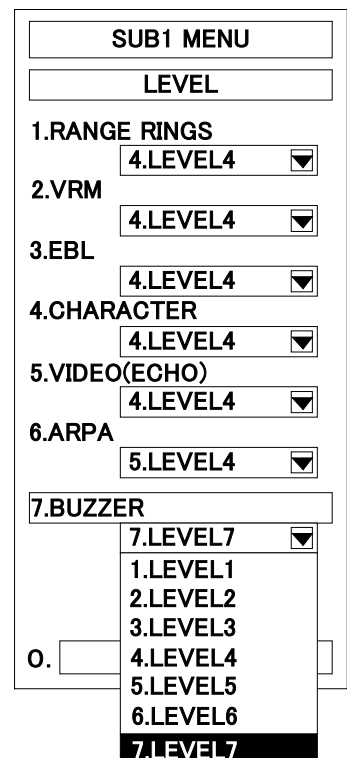 SUB1 MENU
LEVEL
1.RANGE RINGS
4.LEVEL4
2.VRM
4.LEVEL4
3.EBL
4.LEVEL4
4.CHARACTER
4.LEVEL4
5.VIDEO(ECHO)
4.LEVEL4
6.ARPA
5.LEVEL4
7.BUZZER
7.LEVEL7
1.LEVEL1
2.LEVEL2
3.LEVEL3
0. 4.LEVEL4
5.LEVEL5
6.LEVEL6
7.LEVEL7